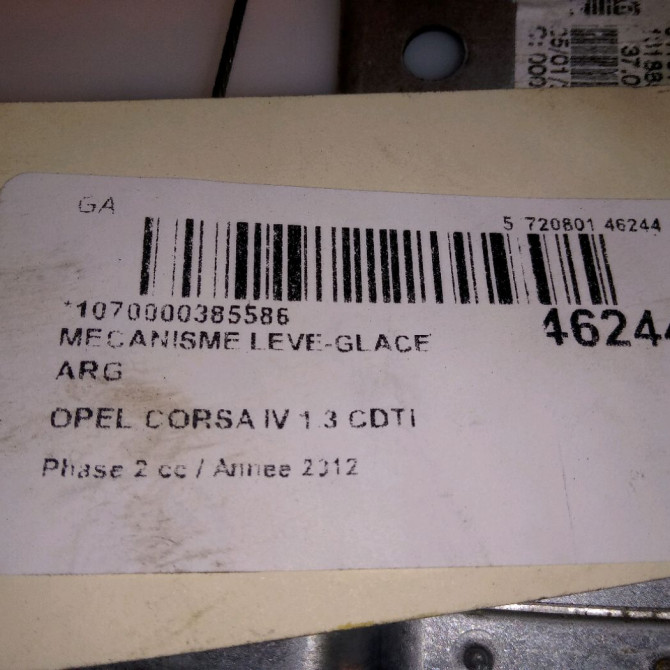 GA
5 720801 46244
*1070000385586
46244
MECANISME LEVE-GLACE
ARG
OPEL CORSA IV 1.3 CDTI
Phase 2 cc / Annee 2012